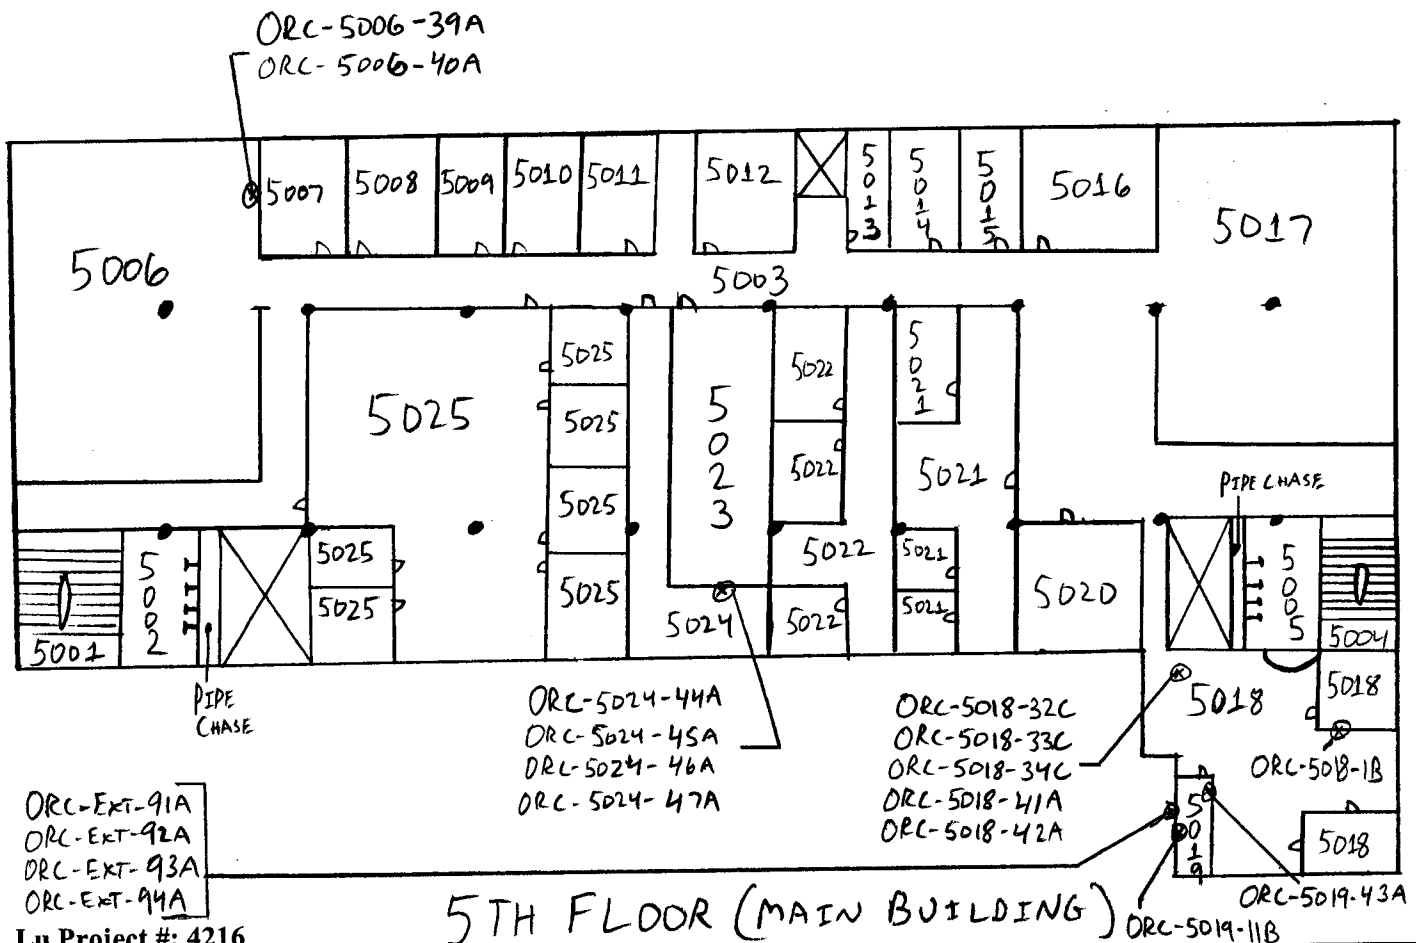 ORC-5006-39A
ORC-5006-40A
5007
5008
5009
5010
5011
5012
5013
5014
5015
5016
5017
5006
5003
5025
5025
5025
5025
5025
5025
5025
5023
5022
5022
5022
5022
5021
5021
5021
5021
5024
5020
PIPE CHASE
5001
5002
5005
5004
PIPE
CHASE
5018
5018
5018
5019
ORC-5024-44A
ORC-5024-45A
ORC-5024-46A
ORC-5024-47A
ORC-5018-32C
ORC-5018-33C
ORC-5018-34C
ORC-5018-41A
ORC-5018-42A
ORC-5018-1B
ORC-EXT-91A
ORC-EXT-92A
ORC-EXT-93A
ORC-EXT-94A
ORC-5019-43A
ORC-5019-11B
5TH FLOOR (MAIN BUILDING)
Lu Project #: 4216